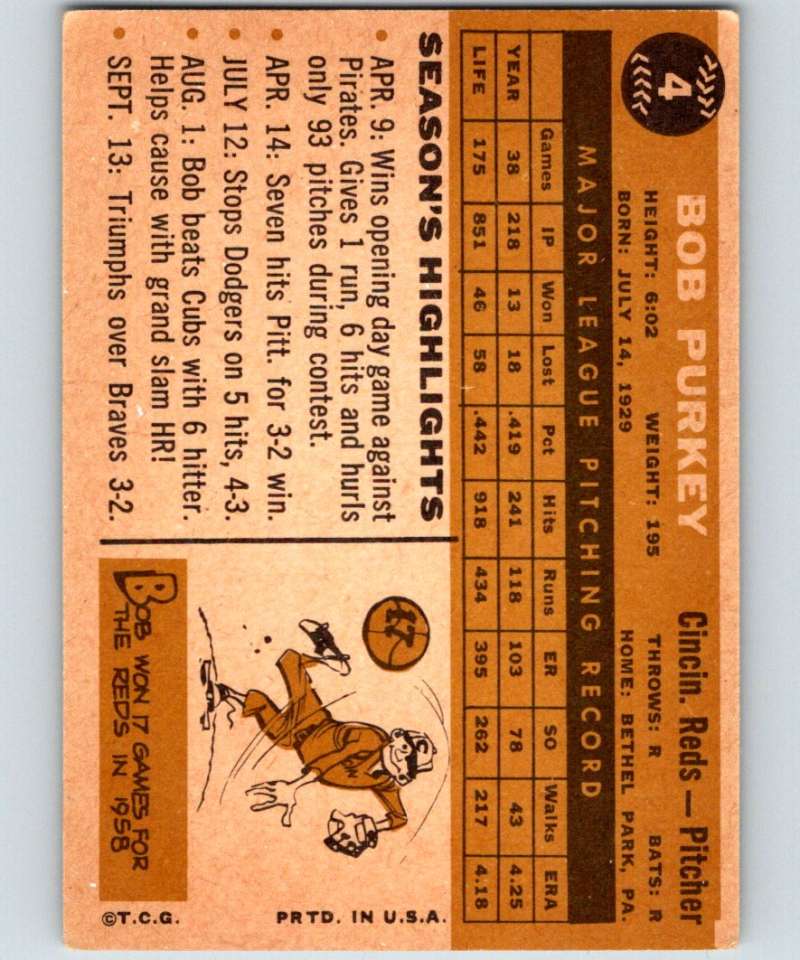 4
BOB PURKEY
Cincin. Reds — Pitcher
HEIGHT: 6:02 WEIGHT: 195 THROWS: R BATS: R
BORN: JULY 14, 1929 HOME: BETHEL PARK, PA.
MAJOR LEAGUE PITCHING RECORD
Games IP Won Lost Pct Hits Runs ER SO Walks ERA
YEAR 38 218 13 18 .419 241 118 103 78 43 4.25
LIFE 175 851 46 58 .442 918 434 395 262 217 4.18
SEASON'S HIGHLIGHTS
• APR. 9: Wins opening day game against
Pirates. Gives 1 run, 6 hits and hurls
only 93 pitches during contest.
• APR. 14: Seven hits Pitt. for 3-2 win.
• JULY 12: Stops Dodgers on 5 hits, 4-3.
• AUG. 1: Bob beats Cubs with 6 hitter.
Helps cause with grand slam HR!
• SEPT. 13: Triumphs over Braves 3-2.
17
C
BOB WON 17 GAMES FOR
THE REDS IN 1958
PRTD. IN U.S.A.
©T.C.G.